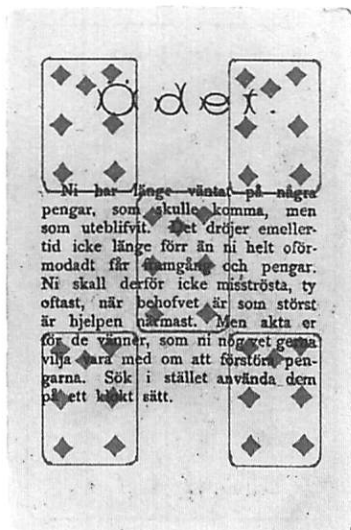 Öder.
Ni har länge väntat på några
pengar, som skulle komma, men
som uteblifvit. Det dröjer emeller-
tid icke länge förr än ni helt oför-
modadt får framgång och pengar.
Ni skall derför icke misströsta, ty
oftast, när behofvet är som störst
är hjelpen närmast. Men akta er
för de vänner, som ni nog vet gerna
vilja vara med om att förstöra pen-
garna. Sök i stället använda dem
på ett klokt sätt.